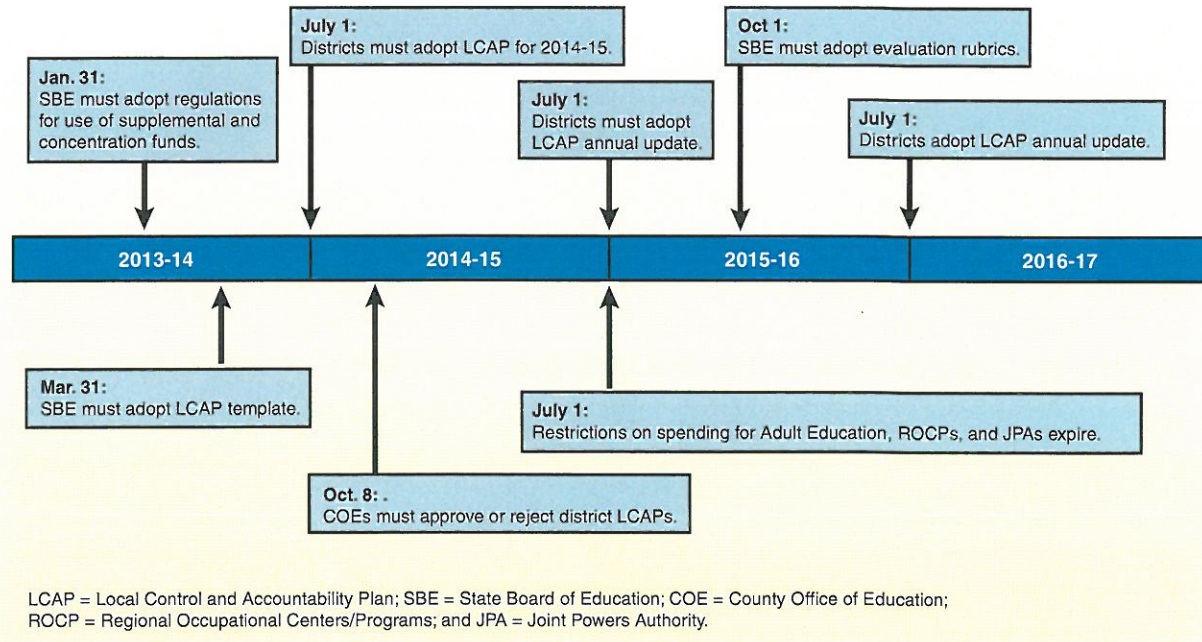 July 1:
Districts must adopt LCAP for 2014-15.
Oct 1:
SBE must adopt evaluation rubrics.
Jan. 31:
SBE must adopt regulations
for use of supplemental and
concentration funds.
July 1:
Districts must adopt
LCAP annual update.
July 1:
Districts adopt LCAP annual update.
2013-14
2014-15
2015-16
2016-17
Mar. 31:
SBE must adopt LCAP template.
July 1:
Restrictions on spending for Adult Education, ROCPs, and JPAs expire.
Oct. 8: .
COEs must approve or reject district LCAPs.
LCAP = Local Control and Accountability Plan; SBE = State Board of Education; COE = County Office of Education;
ROCP = Regional Occupational Centers/Programs; and JPA = Joint Powers Authority.